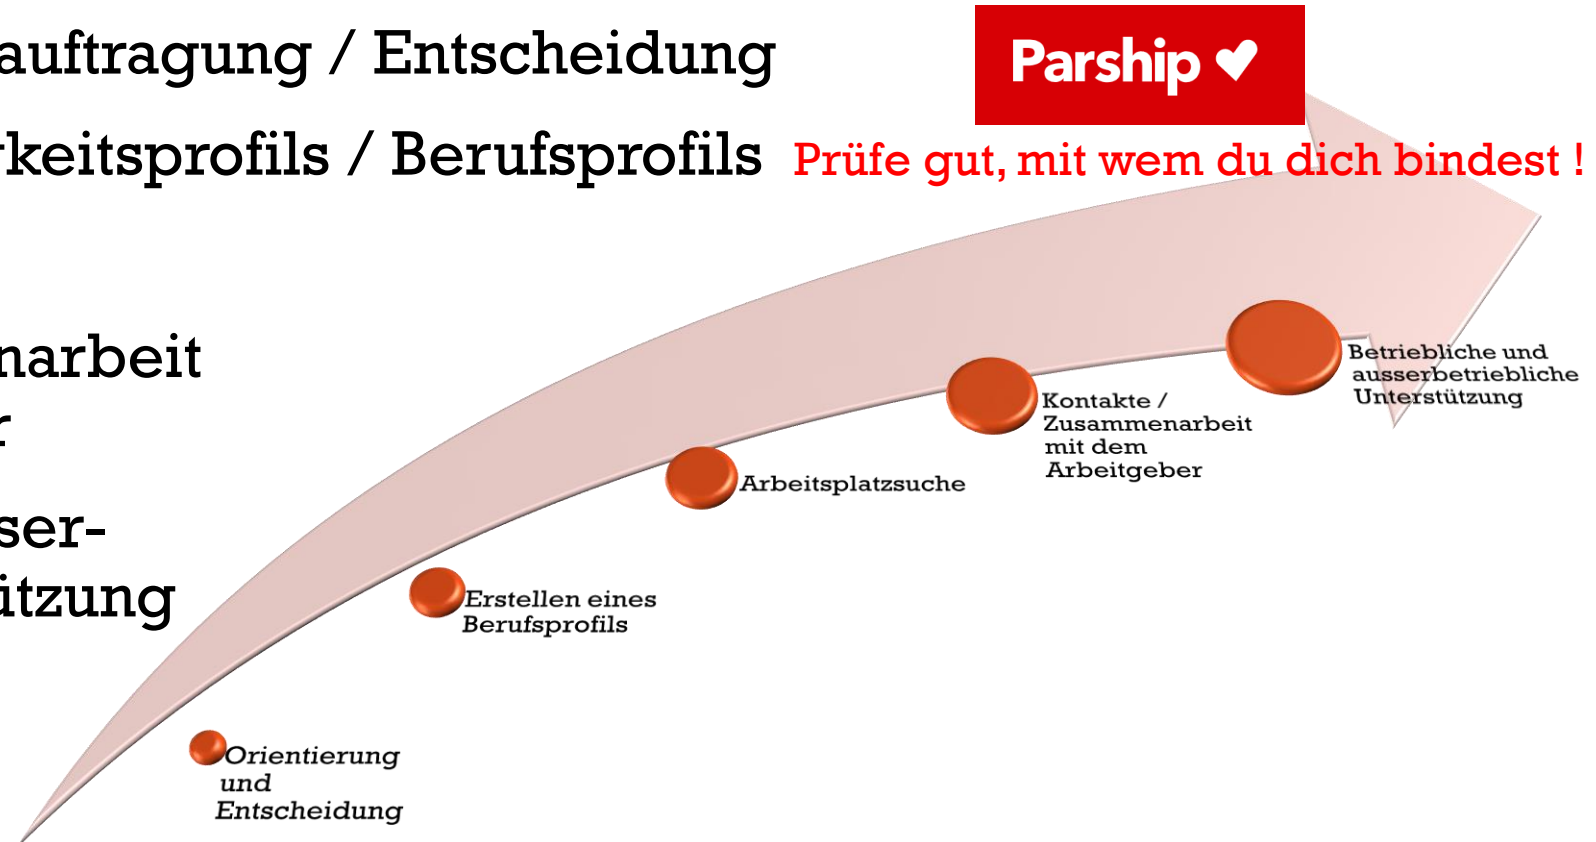 auftragung / Entscheidung
Parship
keitsprofils / Berufsprofils
Prüfe gut, mit wem du dich bindest !
narbeit
r
ser-
ützung
Betriebliche und
ausserbetriebliche
Unterstützung
Kontakte /
Zusammenarbeit
mit dem
Arbeitgeber
Arbeitsplatzsuche
Erstellen eines
Berufsprofils
Orientierung
und
Entscheidung